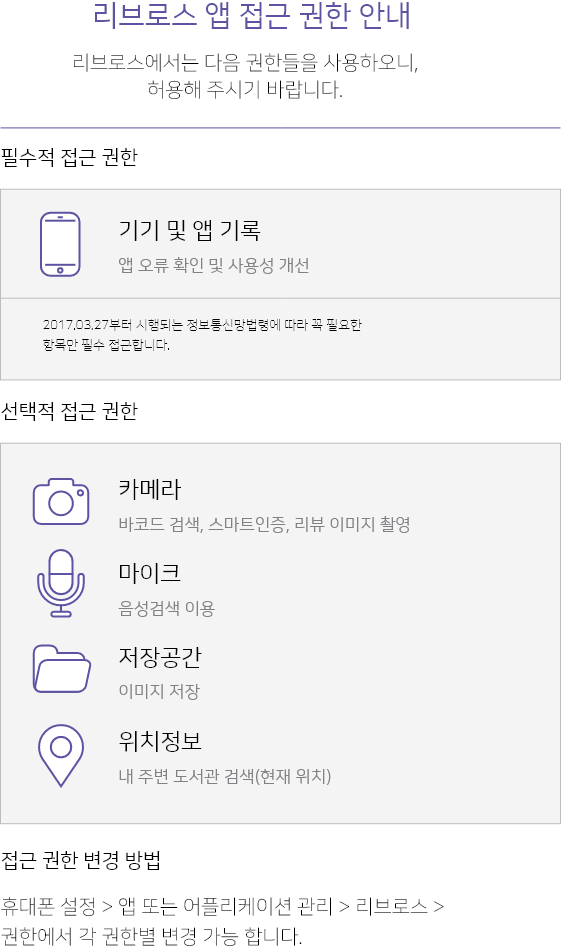 리브로스 앱 접근 권한 안내
리브로스에서는 다음 권한들을 사용하오니,
허용해 주시기 바랍니다.
필수적 접근 권한
기기 및 앱 기록
앱 오류 확인 및 사용성 개선
2017.03.27부터 시행되는 정보통신망법령에 따라 꼭 필요한
항목만 필수 접근합니다.
선택적 접근 권한
카메라
바코드 검색, 스마트인증, 리뷰 이미지 촬영
마이크
음성검색 이용
저장공간
이미지 저장
위치정보
내 주변 도서관 검색(현재 위치)
접근 권한 변경 방법
휴대폰 설정 > 앱 또는 어플리케이션 관리 > 리브로스 >
권한에서 각 권한별 변경 가능 합니다.